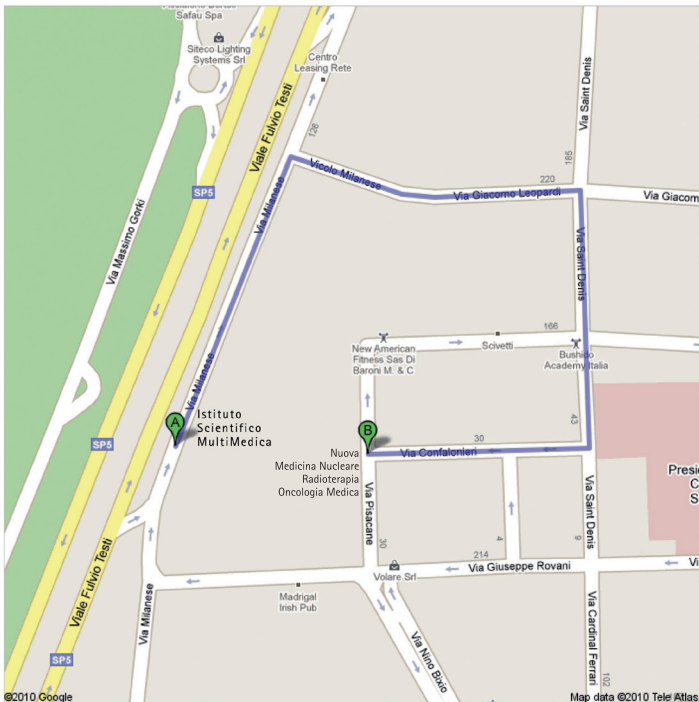 Safau Spa
Siteco Lighting
Systems Srl
Centro
Leasing Rete
Viale Fulvio Testi
126
Via Milanese
Vicolo Milanese
220
Via Giacomo Leopardi
185
Via Saint Denis
Via Giacom
SP5
Via Massimo Gorki
Via Saint Denis
166
New American
Fitness Sas Di
Baroni M. & C
Scivetti
Bushido
Academy Italia
Via Milanese
A
Istituto
Scientifico
MultiMedica
B
Nuova
Medicina Nucleare
Radioterapia
Oncologia Medica
30
Via Confalonieri
43
SP5
Presi
C
S
Via Pisacane
30
4
Via Saint Denis
9
214
Via Giuseppe Rovani
Vi
Volare Srl
Madrigal
Irish Pub
Viale Fulvio Testi
Via Milanese
Via Nino Bixio
Via Cardinal Ferrari
102
SP5
©2010 Google
Map data ©2010 Tele Atlas